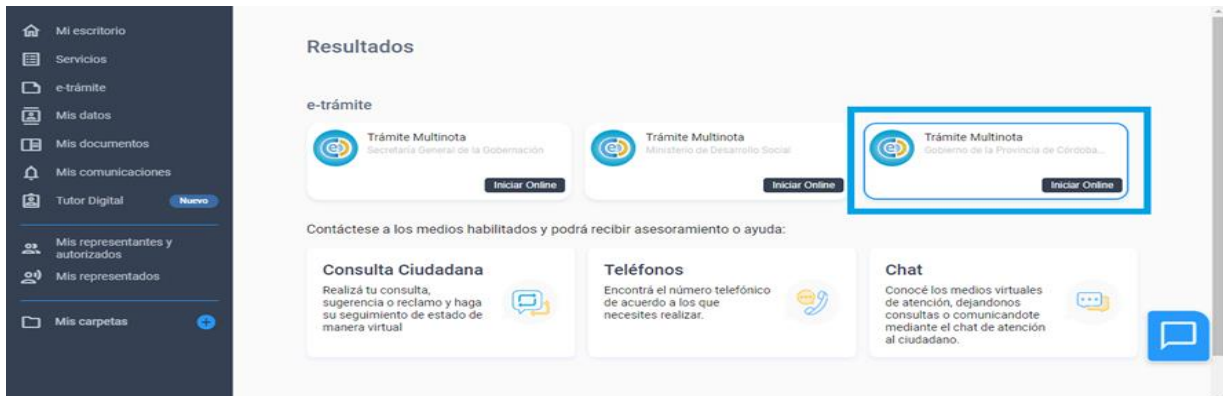 Mi escritorio
Servicios
e-trámite
Mis datos
Mis documentos
Mis comunicaciones
Tutor Digital
Nuevo
Mis representantes y
autorizados
Mis representados
Mis carpetas
Resultados
e-trámite
Trámite Multinota
Secretaría General de la Gobernación
Iniciar Online
Trámite Multinota
Ministerio de Desarrollo Social
Iniciar Online
Trámite Multinota
Gobierno de la Provincia de Córdoba...
Iniciar Online
Contáctese a los medios habilitados y podrá recibir asesoramiento o ayuda:
Consulta Ciudadana
Realizá tu consulta,
sugerencia o reclamo y haga
su seguimiento de estado de
manera virtual
Teléfonos
Encontrá el número telefónico
de acuerdo a los que
necesites realizar.
Chat
Conocé los medios virtuales
de atención, dejandonos
consultas o comunicandote
mediante el chat de atención
al ciudadano.